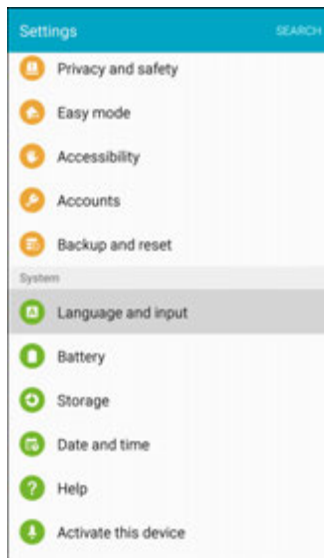 Settings
SEARCH
Privacy and safety
Easy mode
Accessibility
Accounts
Backup and reset
System
Language and input
Battery
Storage
Date and time
Help
Activate this device